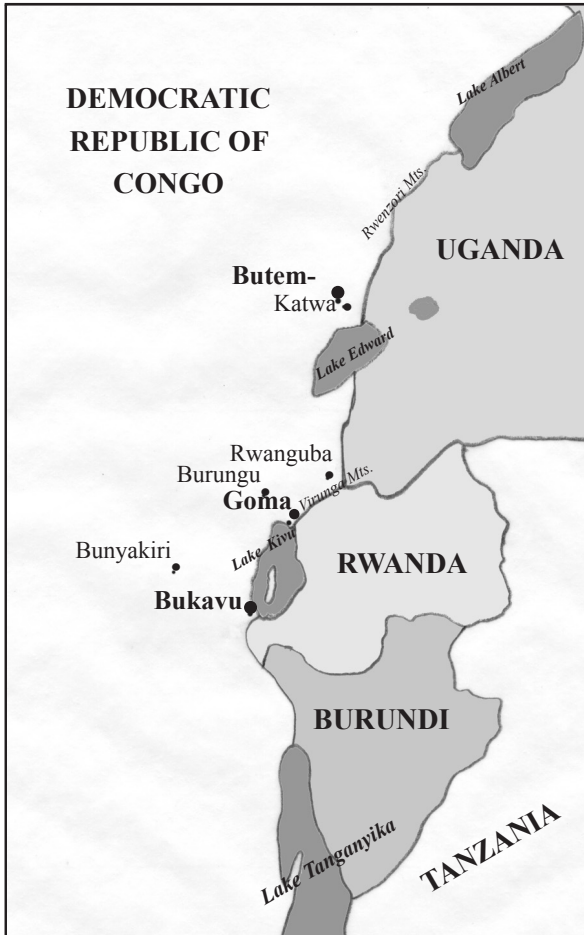 Lake Albert
DEMOCRATIC
REPUBLIC OF
CONGO
Rwenzori Mts.
UGANDA
Butem-
Katwa
Lake Edward
Rwanguba
Burungu
Virunga Mts.
Goma
Lake Kivu
Bunyakiri
RWANDA
Bukavu
BURUNDI
Lake Tanganyika
TANZANIA